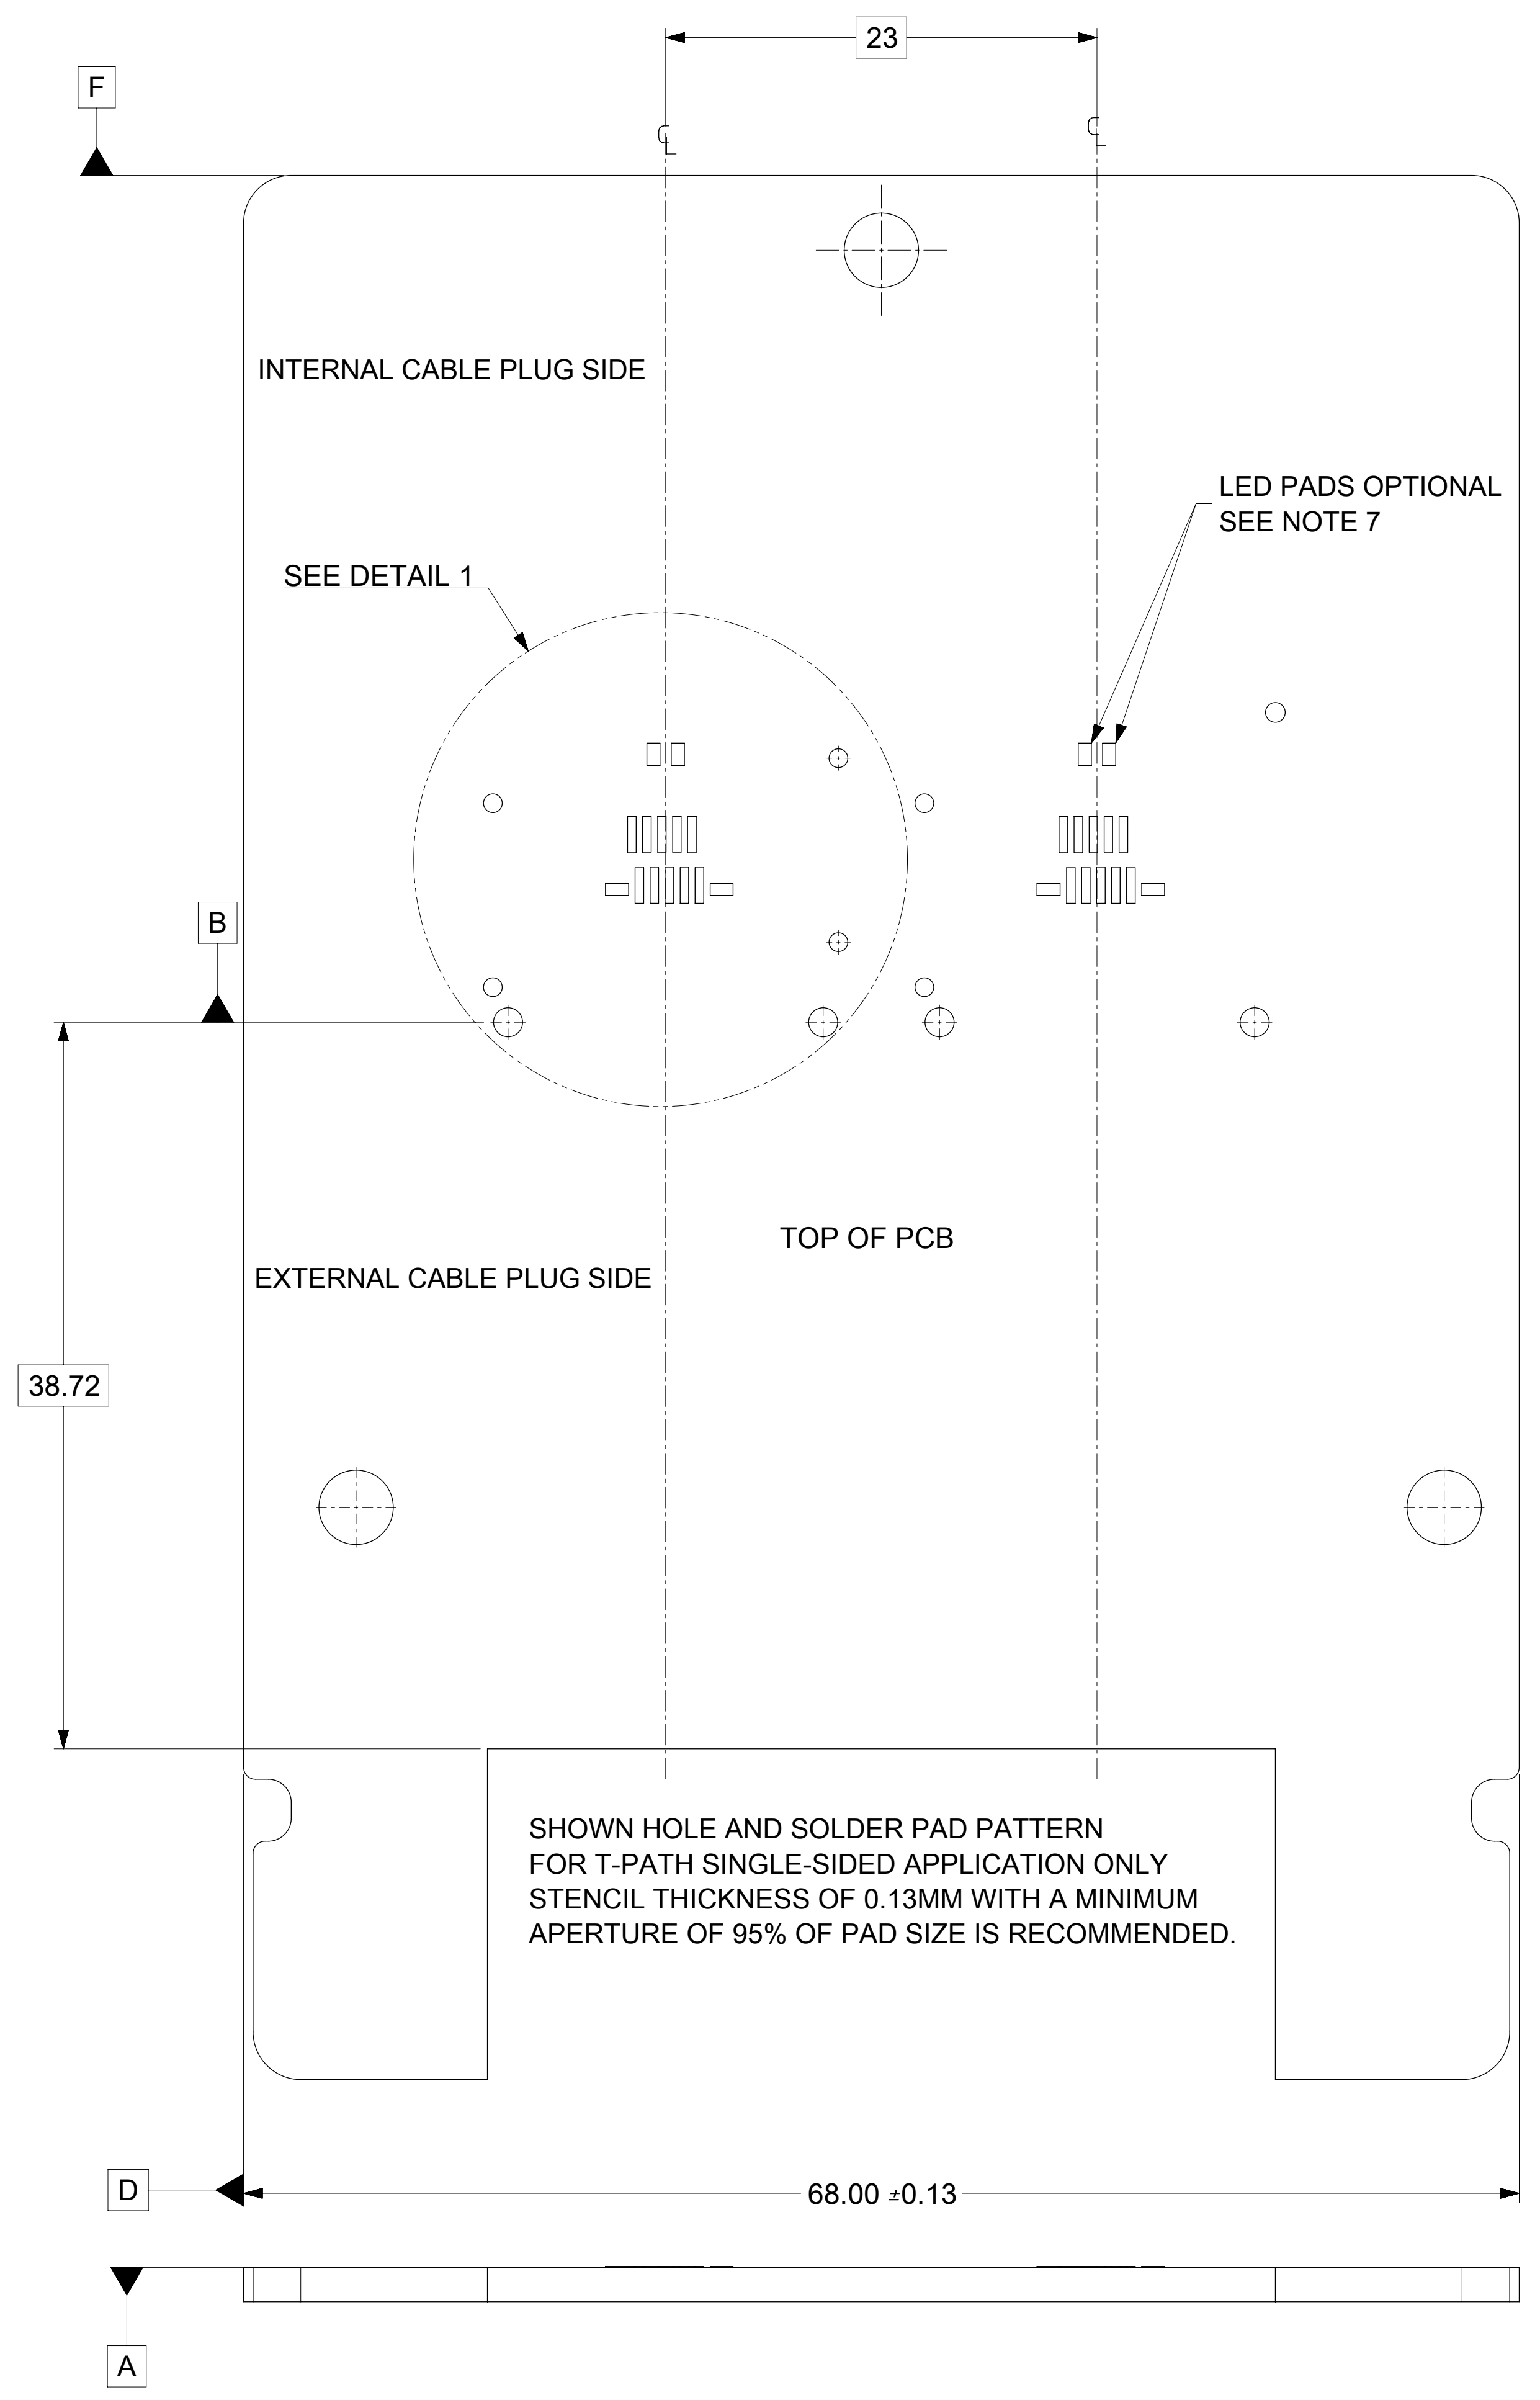 23
F
℄
℄
INTERNAL CABLE PLUG SIDE
LED PADS OPTIONAL
SEE NOTE 7
SEE DETAIL 1
B
TOP OF PCB
EXTERNAL CABLE PLUG SIDE
38.72
SHOWN HOLE AND SOLDER PAD PATTERN
FOR T-PATH SINGLE-SIDED APPLICATION ONLY
STENCIL THICKNESS OF 0.13MM WITH A MINIMUM
APERTURE OF 95% OF PAD SIZE IS RECOMMENDED.
D
68.00 ±0.13
A